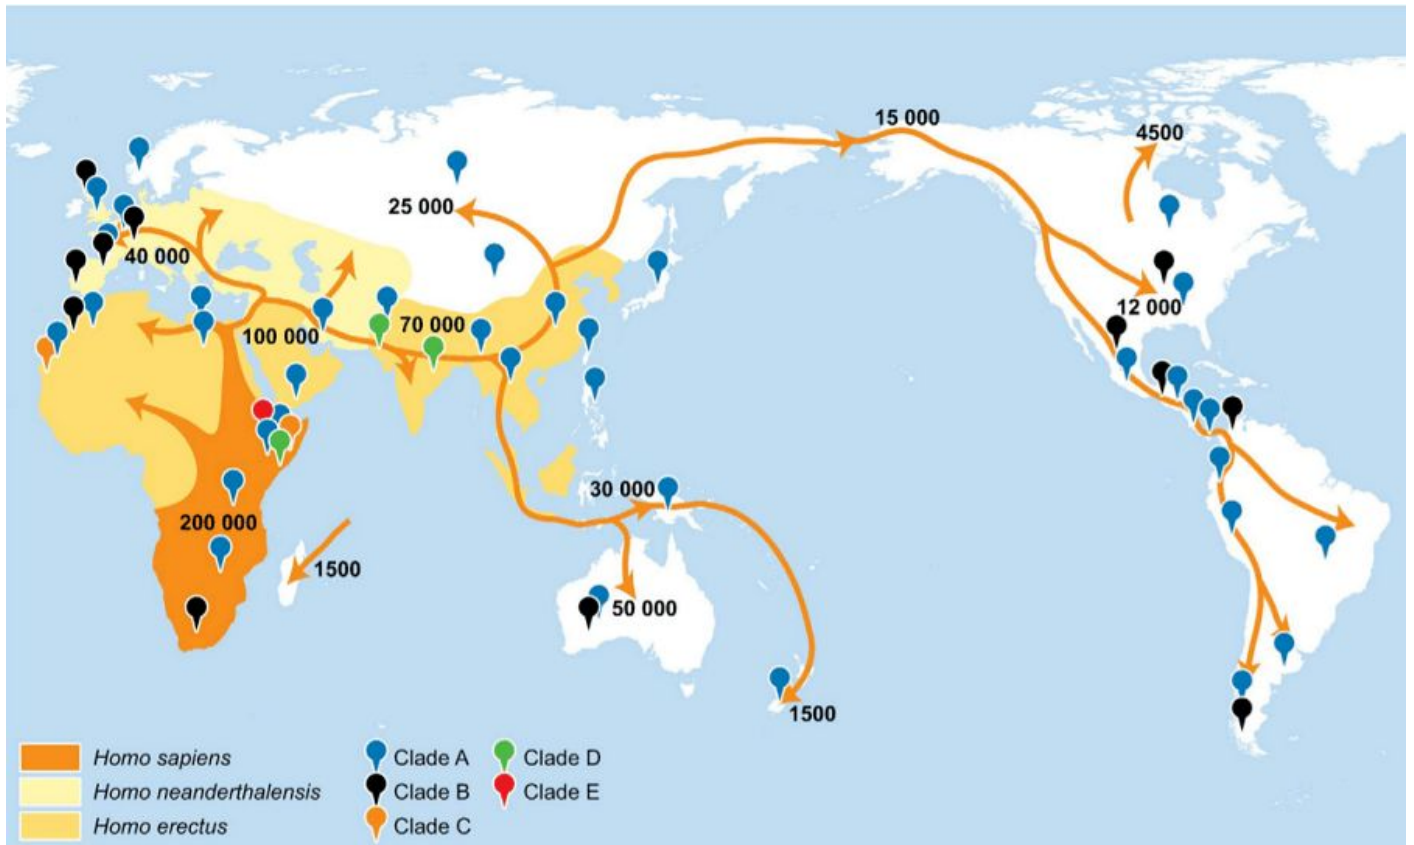 15 000
4500
25 000
40 000
12 000
100 000
70 000
30 000
200 000
1500
50 000
1500
Homo sapiens
Homo neanderthalensis
Homo erectus
Clade A
Clade B
Clade C
Clade D
Clade E